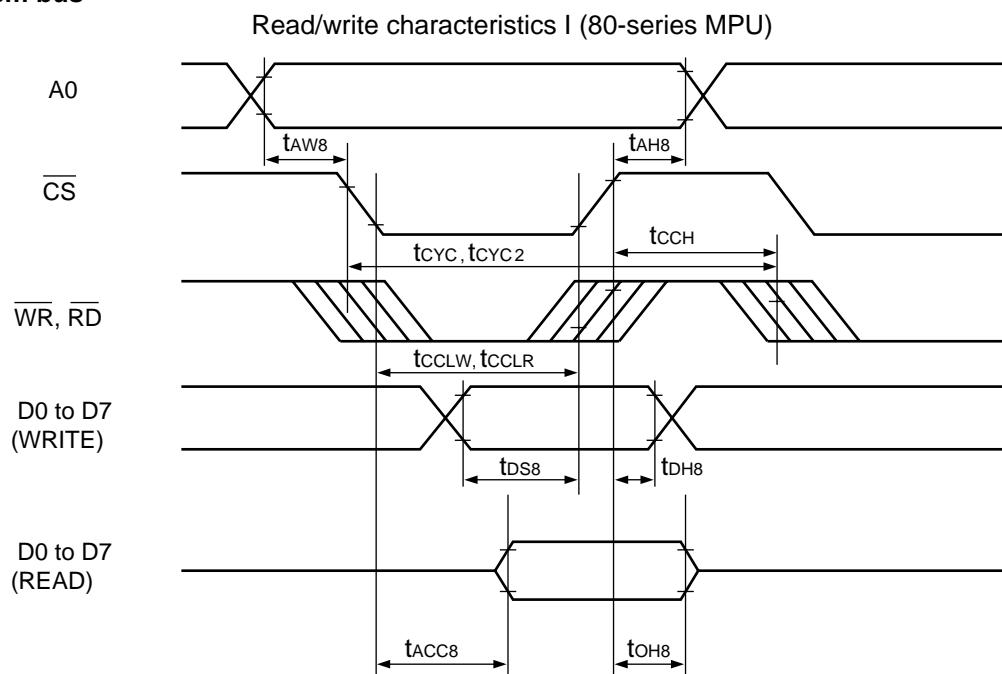 Read/write characteristics I (80-series MPU)
A0
tAW8
tAH8
CS
tCCH
tCYC, tCYC2
WR, RD
tCCLW, tCCLR
D0 to D7
(WRITE)
tDS8
tDH8
D0 to D7
(READ)
tACC8
tOH8